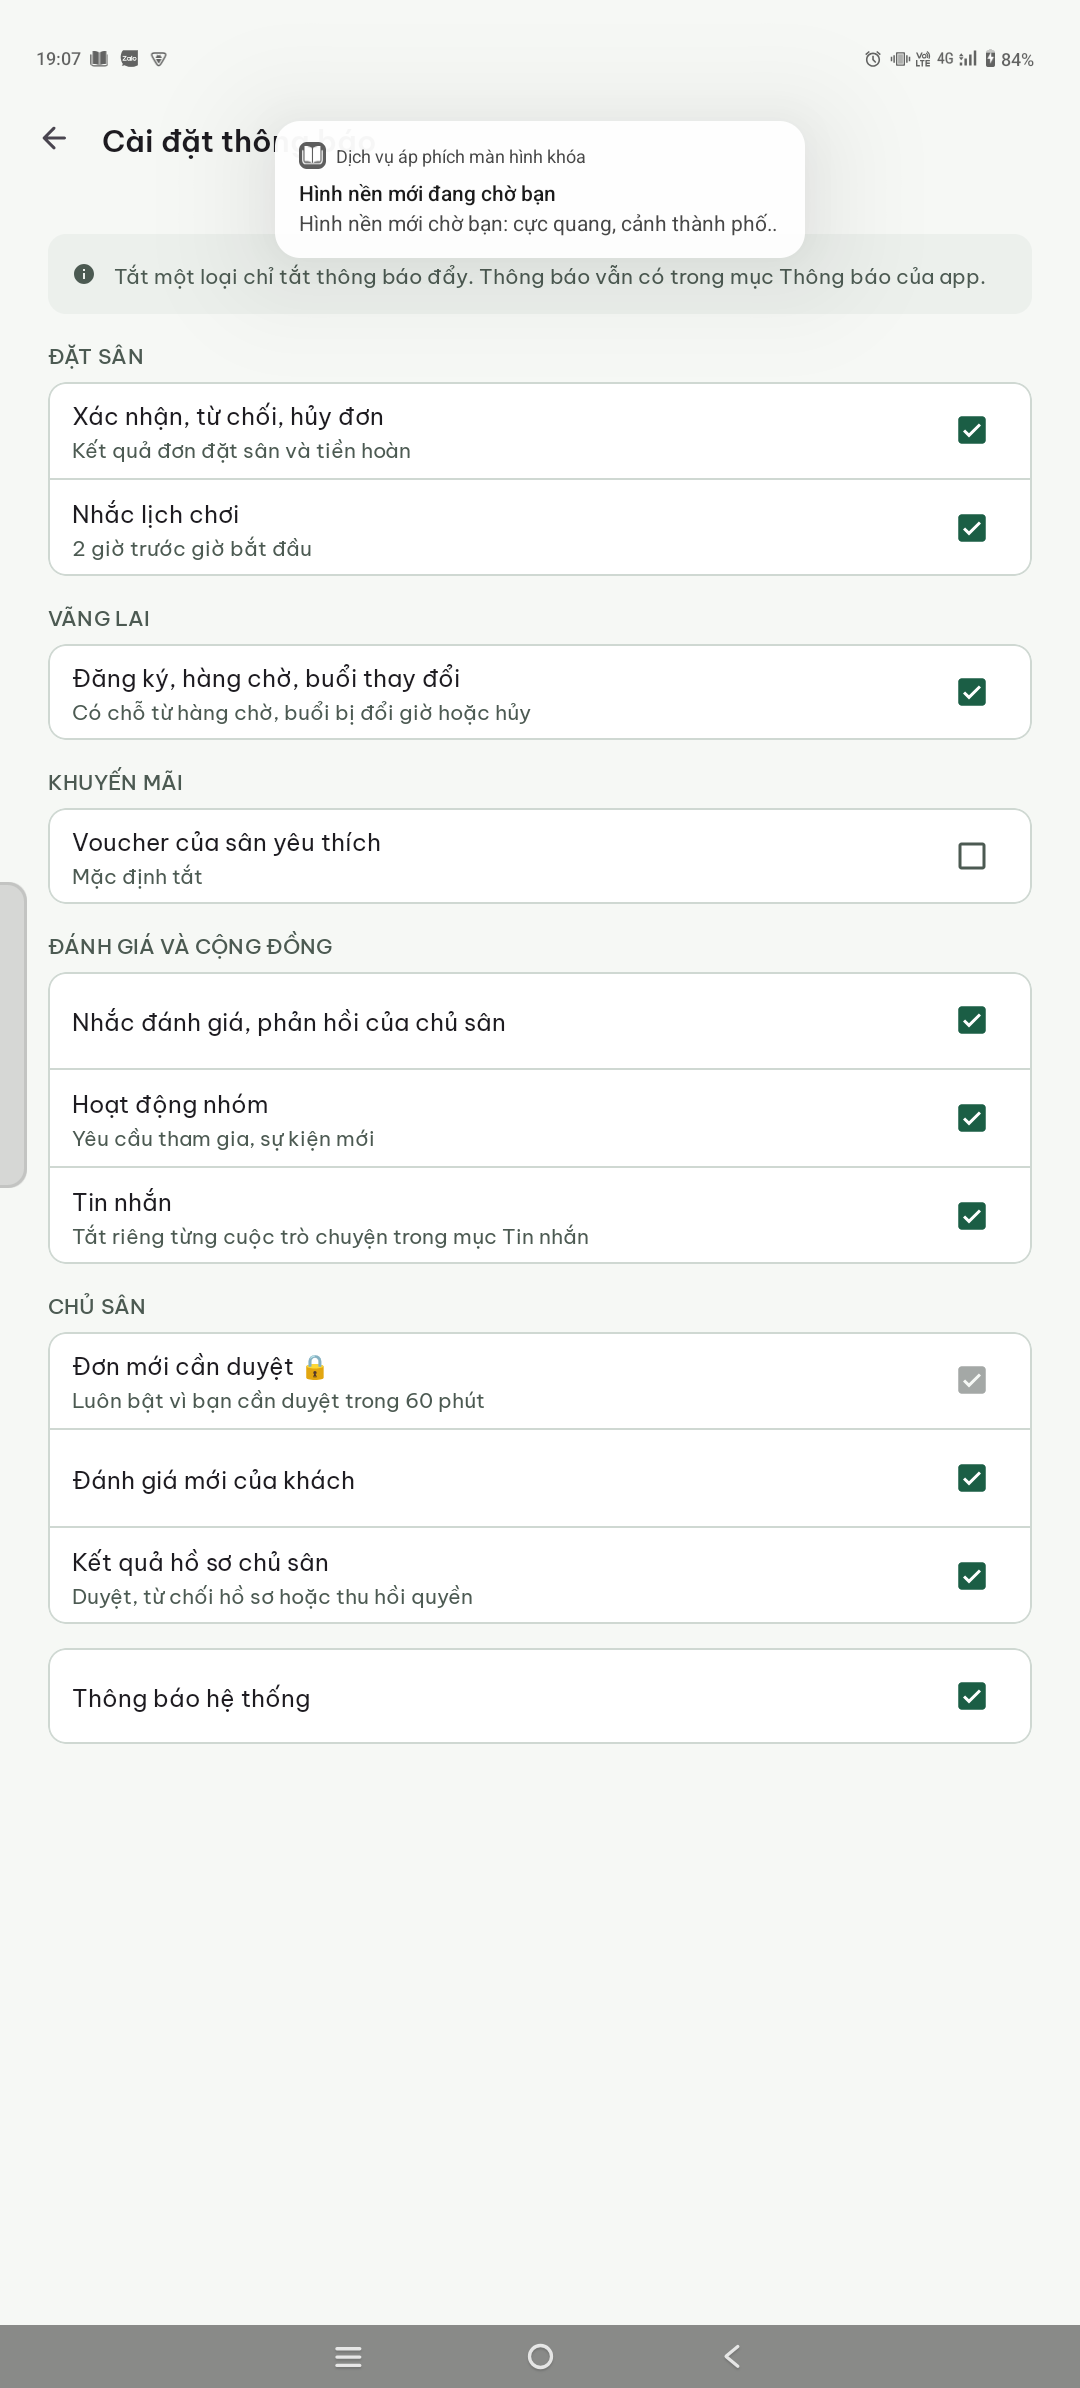 19:07
Zalo
VoLTE
4G
84%
Cài đặt thông báo
Dịch vụ áp phích màn hình khóa
Hình nền mới đang chờ bạn
Hình nền mới chờ bạn: cực quang, cảnh thành phố..
Tắt một loại chỉ tắt thông báo đẩy. Thông báo vẫn có trong mục Thông báo của app.
ĐẶT SÂN
Xác nhận, từ chối, hủy đơn
Kết quả đơn đặt sân và tiền hoàn
Nhắc lịch chơi
2 giờ trước giờ bắt đầu
VÃNG LAI
Đăng ký, hàng chờ, buổi thay đổi
Có chỗ từ hàng chờ, buổi bị đổi giờ hoặc hủy
KHUYẾN MÃI
Voucher của sân yêu thích
Mặc định tắt
ĐÁNH GIÁ VÀ CỘNG ĐỒNG
Nhắc đánh giá, phản hồi của chủ sân
Hoạt động nhóm
Yêu cầu tham gia, sự kiện mới
Tin nhắn
Tắt riêng từng cuộc trò chuyện trong mục Tin nhắn
CHỦ SÂN
Đơn mới cần duyệt 🔒
Luôn bật vì bạn cần duyệt trong 60 phút
Đánh giá mới của khách
Kết quả hồ sơ chủ sân
Duyệt, từ chối hồ sơ hoặc thu hồi quyền
Thông báo hệ thống